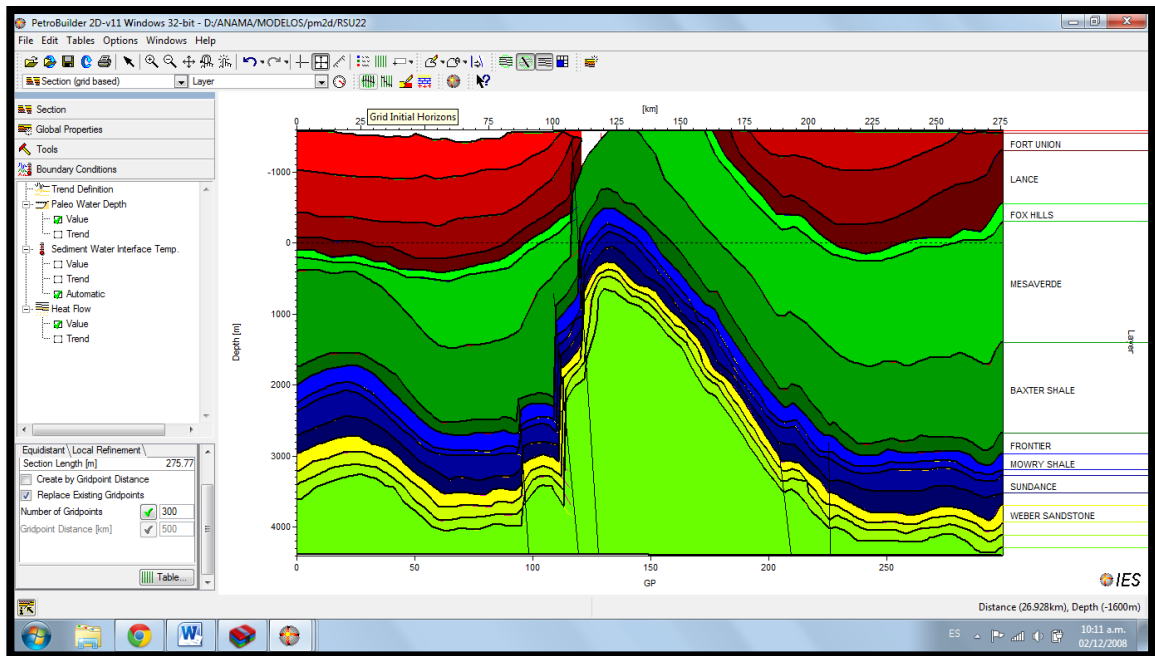 PetroBuilder 2D-v11 Windows 32-bit - D:/ANAMA/MODELOS/pm2d/RSU22
File Edit Tables Options Windows Help
Section (grid based) Layer
Section
Global Properties
Tools
Boundary Conditions
Trend Definition
Paleo Water Depth
Value
Trend
Sediment Water Interface Temp.
Value
Trend
Automatic
Heat Flow
Value
Trend
Equidistant \ Local Refinement \
Section Length [m] 275.77
Create by Gridpoint Distance
Replace Existing Gridpoints
Number of Gridpoints 300
Gridpoint Distance [km] 500
Table...
Grid Initial Horizons
[km]
0 25 75 100 125 150 175 200 225 250 275
Depth [m]
-1000
0
1000
2000
3000
4000
50 100 150 200 250
GP
FORT UNION
LANCE
FOX HILLS
MESAVERDE
BAXTER SHALE
FRONTIER
MOWRY SHALE
SUNDANCE
WEBER SANDSTONE
Layer
IES
Distance (26.928km), Depth (-1600m)
ES
10:11 a.m.
02/12/2008